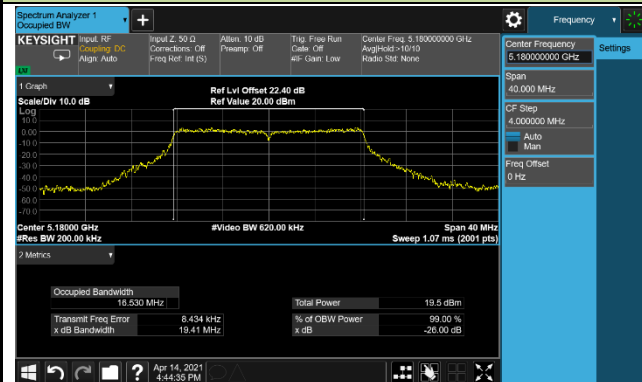 Spectrum Analyzer 1
Occupied BW
+
Frequency
KEYSIGHT
Input: RF
Coupling: DC
Align: Auto
Input Z: 50 Ω
Corrections: Off
Freq Ref: Int (S)
Atten: 10 dB
Preamp: Off
Trig: Free Run
Gate: Off
#IF Gain: Low
Center Freq: 5.180000000 GHz
Avg|Hold:>10/10
Radio Std: None
LXI
Center Frequency
5.180000000 GHz
Settings
Span
40.000 MHz
CF Step
4.000000 MHz
Auto
Man
Freq Offset
0 Hz
1 Graph
Scale/Div 10.0 dB
Ref Lvl Offset 22.40 dB
Ref Value 20.00 dBm
Log
10.0
0.00
-10.0
-20.0
-30.0
-40.0
-50.0
-60.0
-70.0
Center 5.18000 GHz
#Res BW 200.00 kHz
#Video BW 620.00 kHz
Span 40 MHz
Sweep 1.07 ms (2001 pts)
2 Metrics
Occupied Bandwidth
16.530 MHz
Total Power 19.5 dBm
Transmit Freq Error 8.434 kHz
% of OBW Power 99.00 %
x dB Bandwidth 19.41 MHz
x dB -26.00 dB
?
Apr 14, 2021
4:44:35 PM